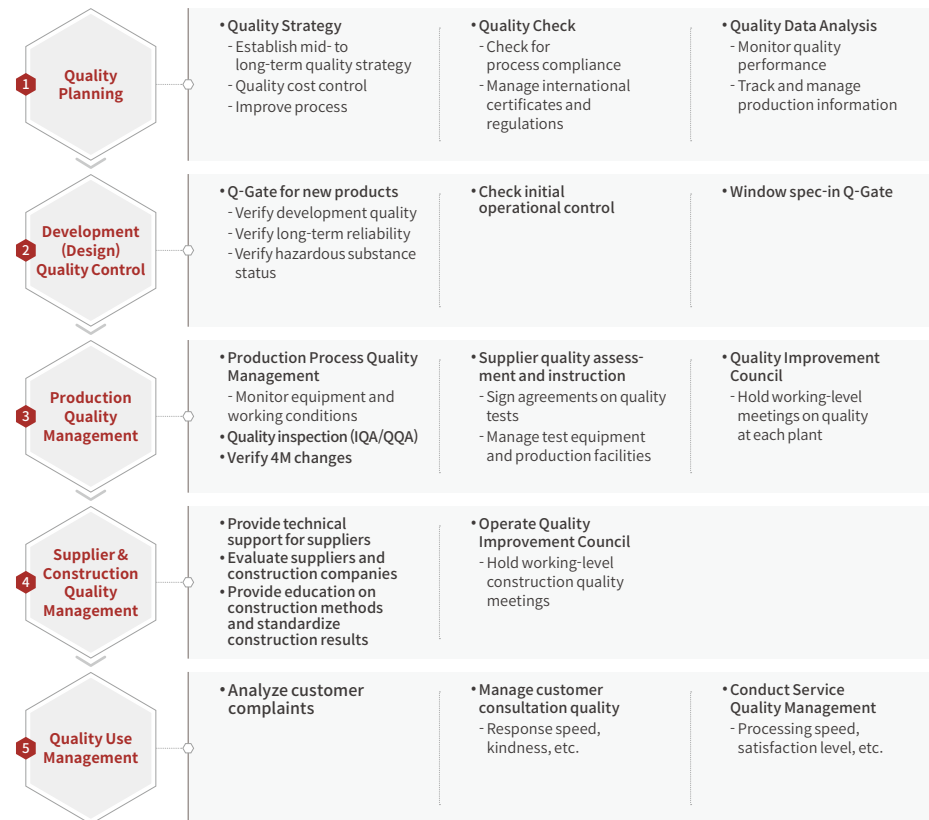 1
Quality
Planning
• Quality Strategy
- Establish mid- to
long-term quality strategy
- Quality cost control
- Improve process
• Quality Check
- Check for
process compliance
- Manage international
certificates and
regulations
• Quality Data Analysis
- Monitor quality
performance
- Track and manage
production information
2
Development
(Design)
Quality Control
• Q-Gate for new products
- Verify development quality
- Verify long-term reliability
- Verify hazardous substance
status
• Check initial
operational control
• Window spec-in Q-Gate
3
Production
Quality
Management
• Production Process Quality
Management
- Monitor equipment and
working conditions
• Quality inspection (IQA/QQA)
• Verify 4M changes
• Supplier quality assess-
ment and instruction
- Sign agreements on quality
tests
- Manage test equipment
and production facilities
• Quality Improvement
Council
- Hold working-level
meetings on quality
at each plant
4
Supplier &
Construction
Quality
Management
• Provide technical
support for suppliers
• Evaluate suppliers and
construction companies
• Provide education on
construction methods
and standardize
construction results
• Operate Quality
Improvement Council
- Hold working-level
construction quality
meetings
5
Quality Use
Management
• Analyze customer
complaints
• Manage customer
consultation quality
- Response speed,
kindness, etc.
• Conduct Service
Quality Management
- Processing speed,
satisfaction level, etc.